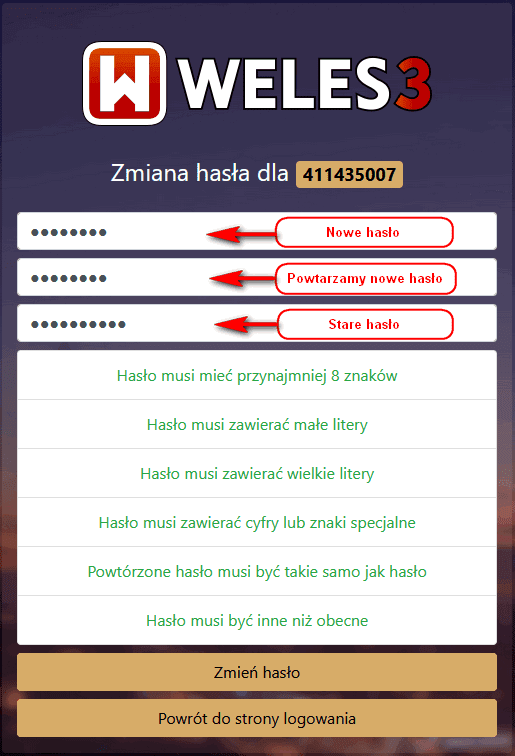 WELES 3
Zmiana hasła dla 411435007
Nowe hasło
Powtarzamy nowe hasło
Stare hasło
Hasło musi mieć przynajmniej 8 znaków
Hasło musi zawierać małe litery
Hasło musi zawierać wielkie litery
Hasło musi zawierać cyfry lub znaki specjalne
Powtórzone hasło musi być takie samo jak hasło
Hasło musi być inne niż obecne
Zmień hasło
Powrót do strony logowania